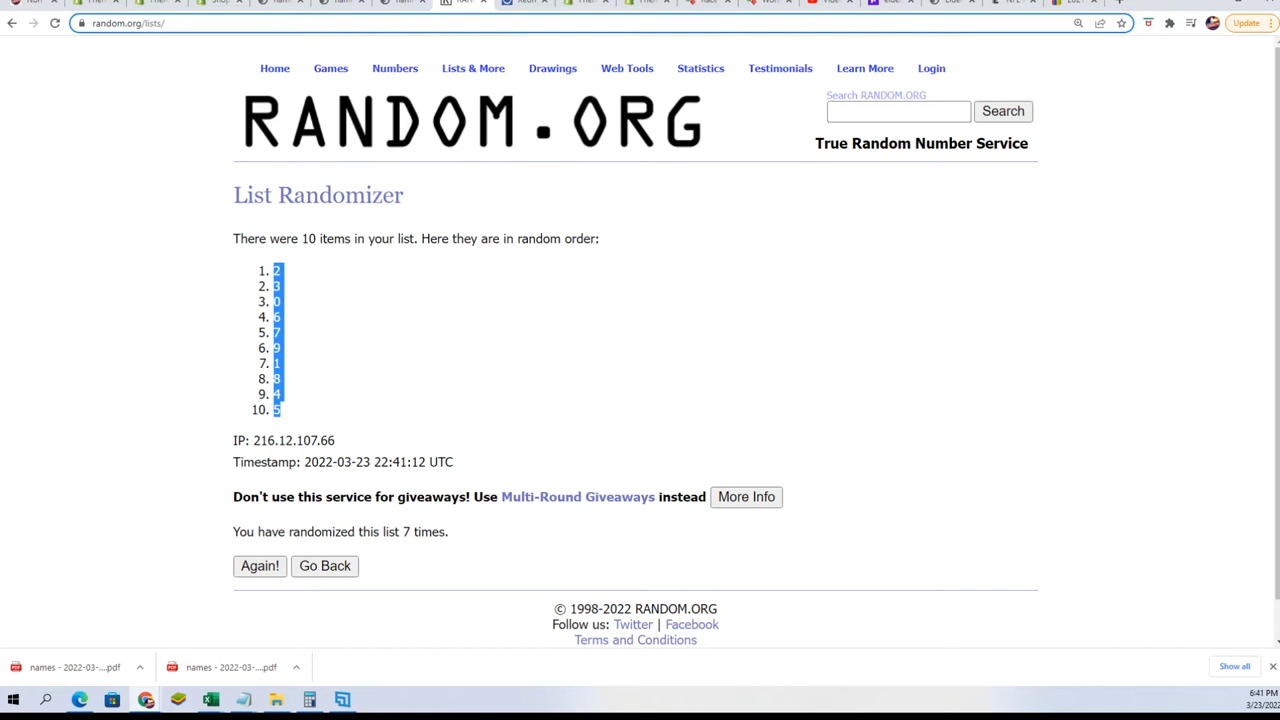 random.org/lists/
Update
Home Games Numbers Lists & More Drawings Web Tools Statistics Testimonials Learn More Login
RANDOM.ORG
Search RANDOM.ORG
Search
True Random Number Service
List Randomizer
There were 10 items in your list. Here they are in random order:
1. 2
2. 3
3. 0
4. 6
5. 7
6. 9
7. 1
8. 8
9. 4
10. 5
IP: 216.12.107.66
Timestamp: 2022-03-23 22:41:12 UTC
Don't use this service for giveaways! Use Multi-Round Giveaways instead More Info
You have randomized this list 7 times.
Again! Go Back
© 1998-2022 RANDOM.ORG
Follow us: Twitter | Facebook
Terms and Conditions
names - 2022-03-....pdf names - 2022-03-....pdf Show all
6:41 PM
3/23/2022